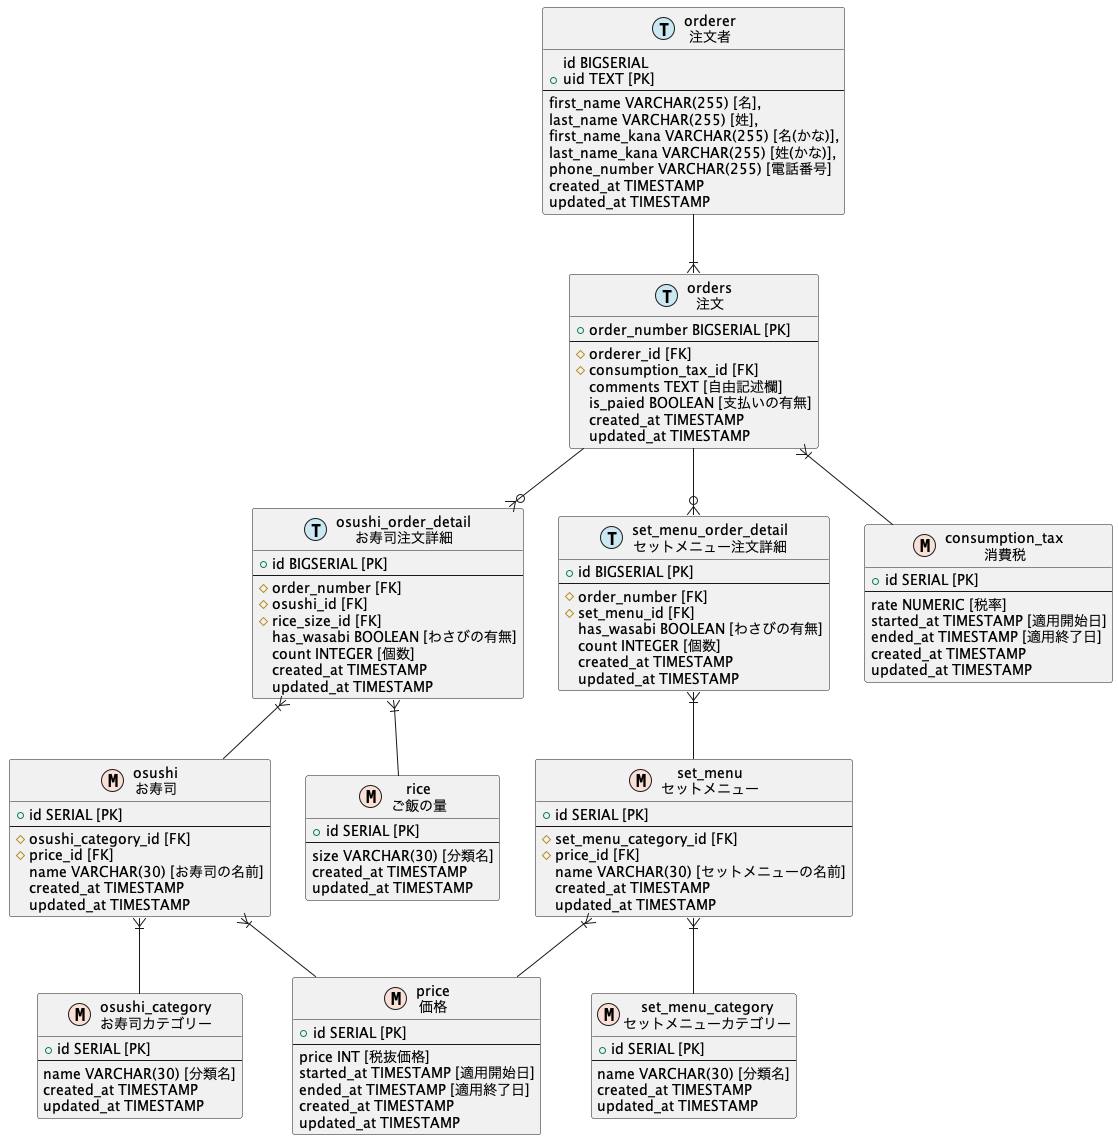 T
orderer
注文者
id BIGSERIAL
uid TEXT [PK]
first_name VARCHAR(255) [名],
last_name VARCHAR(255) [姓],
first_name_kana VARCHAR(255) [名(かな)],
last_name_kana VARCHAR(255) [姓(かな)],
phone_number VARCHAR(255) [電話番号]
created_at TIMESTAMP
updated_at TIMESTAMP
T
orders
注文
order_number BIGSERIAL [PK]
orderer_id [FK]
consumption_tax_id [FK]
comments TEXT [自由記述欄]
is_paied BOOLEAN [支払いの有無]
created_at TIMESTAMP
updated_at TIMESTAMP
T
osushi_order_detail
お寿司注文詳細
id BIGSERIAL [PK]
order_number [FK]
osushi_id [FK]
rice_size_id [FK]
has_wasabi BOOLEAN [わさびの有無]
count INTEGER [個数]
created_at TIMESTAMP
updated_at TIMESTAMP
T
set_menu_order_detail
セットメニュー注文詳細
id BIGSERIAL [PK]
order_number [FK]
set_menu_id [FK]
has_wasabi BOOLEAN [わさびの有無]
count INTEGER [個数]
created_at TIMESTAMP
updated_at TIMESTAMP
M
consumption_tax
消費税
id SERIAL [PK]
rate NUMERIC [税率]
started_at TIMESTAMP [適用開始日]
ended_at TIMESTAMP [適用終了日]
created_at TIMESTAMP
updated_at TIMESTAMP
M
osushi
お寿司
id SERIAL [PK]
osushi_category_id [FK]
price_id [FK]
name VARCHAR(30) [お寿司の名前]
created_at TIMESTAMP
updated_at TIMESTAMP
M
rice
ご飯の量
id SERIAL [PK]
size VARCHAR(30) [分類名]
created_at TIMESTAMP
updated_at TIMESTAMP
M
set_menu
セットメニュー
id SERIAL [PK]
set_menu_category_id [FK]
price_id [FK]
name VARCHAR(30) [セットメニューの名前]
created_at TIMESTAMP
updated_at TIMESTAMP
M
osushi_category
お寿司カテゴリー
id SERIAL [PK]
name VARCHAR(30) [分類名]
created_at TIMESTAMP
updated_at TIMESTAMP
M
price
価格
id SERIAL [PK]
price INT [税抜価格]
started_at TIMESTAMP [適用開始日]
ended_at TIMESTAMP [適用終了日]
created_at TIMESTAMP
updated_at TIMESTAMP
M
set_menu_category
セットメニューカテゴリー
id SERIAL [PK]
name VARCHAR(30) [分類名]
created_at TIMESTAMP
updated_at TIMESTAMP